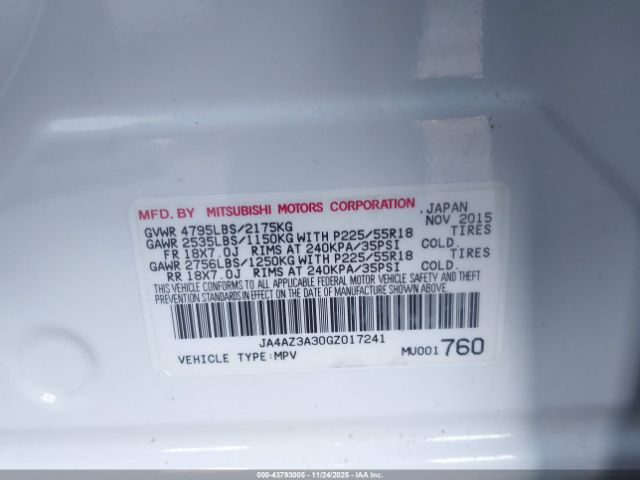 MFD. BY MITSUBISHI MOTORS CORPORATION, JAPAN
GVWR 4795LBS/2175KG NOV 2015
GAWR 2535LBS/1150KG WITH P225/55R18 TIRES
FR 18X7.0J RIMS AT 240KPA/35PSI COLD.
GAWR 2756LBS/1250KG WITH P225/55R18 TIRES
RR 18X7.0J RIMS AT 240KPA/35PSI COLD.
THIS VEHICLE CONFORMS TO ALL APPLICABLE FEDERAL MOTOR VEHICLE SAFETY AND THEFT
PREVENTION STANDARDS IN EFFECT ON THE DATE OF MANUFACTURE SHOWN ABOVE.
JA4AZ3A30GZ017241
VEHICLE TYPE:MPV MU001 760
000-43793005 - 11/24/2025 - IAA, Inc.